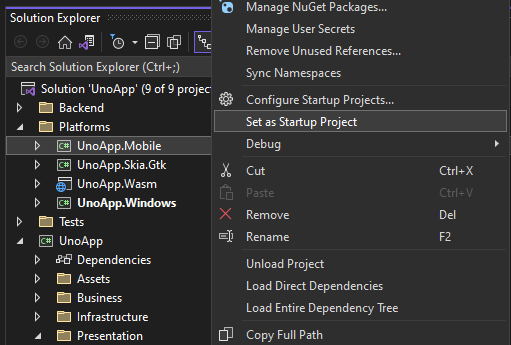 Solution Explorer
Search Solution Explorer (Ctrl+;)
Solution 'UnoApp' (9 of 9 projec
Backend
Platforms
UnoApp.Mobile
UnoApp.Skia.Gtk
UnoApp.Wasm
UnoApp.Windows
Tests
UnoApp
Dependencies
Assets
Business
Infrastructure
Presentation
Manage NuGet Packages...
Manage User Secrets
Remove Unused References...
Sync Namespaces
Configure Startup Projects...
Set as Startup Project
Debug
Cut Ctrl+X
Paste Ctrl+V
Remove Del
Rename F2
Unload Project
Load Direct Dependencies
Load Entire Dependency Tree
Copy Full Path